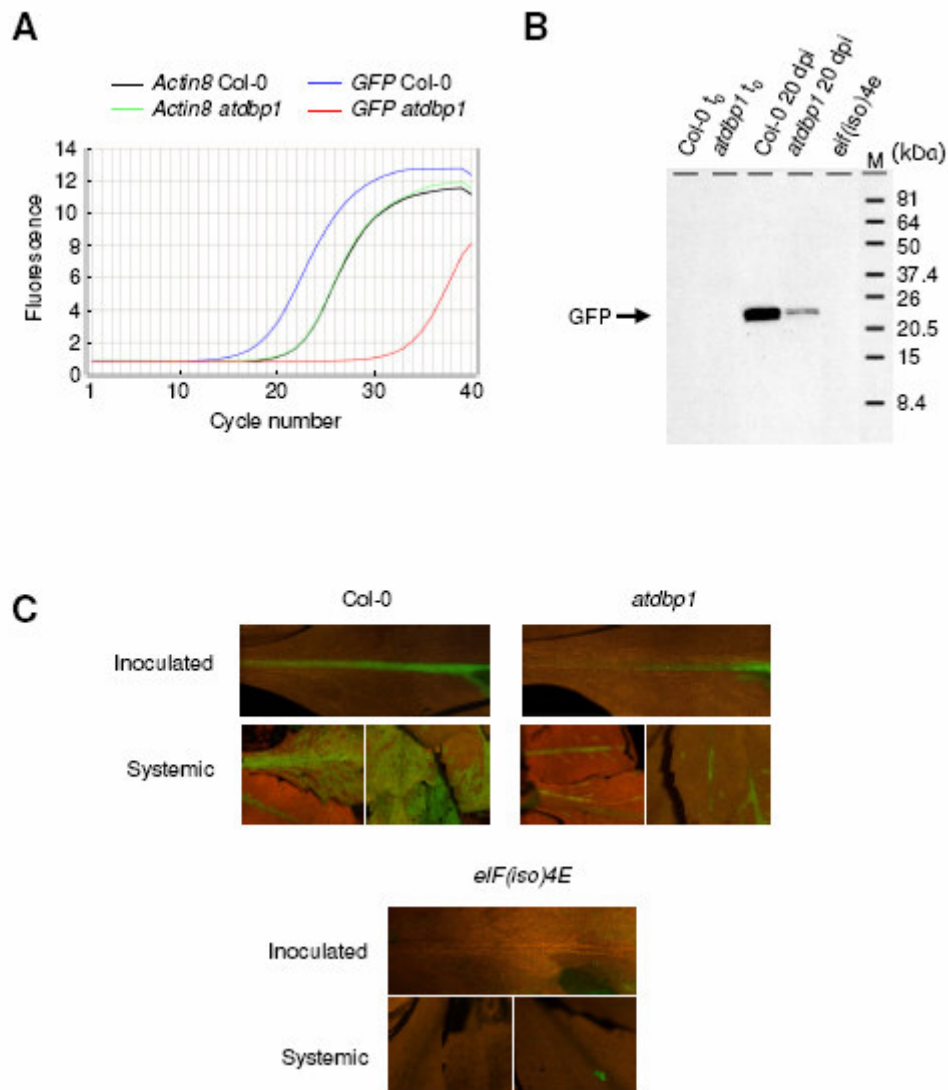 A
Actin8 Col-0
GFP Col-0
Actin8 atdbp1
GFP atdbp1
14
12
10
8
6
4
2
0
Fluorescence
1
10
20
30
40
Cycle number
B
Col-0 t0
atdbp1 t0
Col-0 20 dpi
atdbp1 20 dpi
eIf(iso)4e
M (kDa)
81
64
50
37.4
26
20.5
15
8.4
GFP
C
Col-0
atdbp1
Inoculated
Systemic
eIF(iso)4E
Inoculated
Systemic